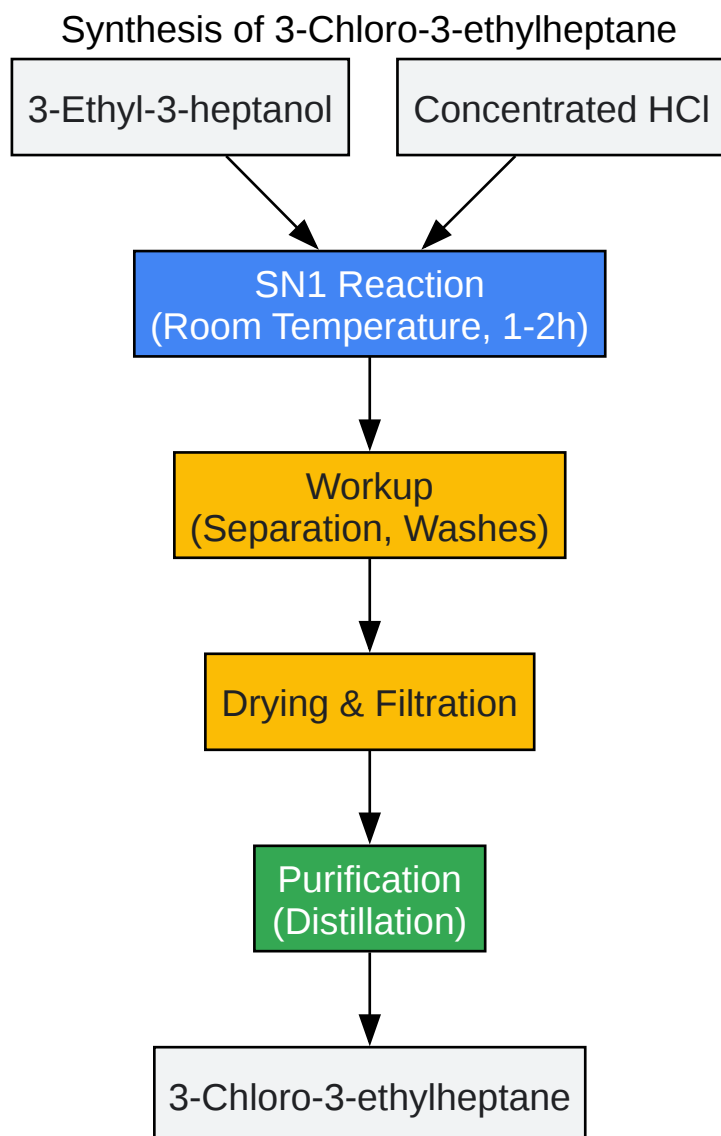 Synthesis of 3-Chloro-3-ethylheptane
3-Ethyl-3-heptanol
Concentrated HCl
SN1 Reaction
(Room Temperature, 1-2h)
Workup
(Separation, Washes)
Drying & Filtration
Purification
(Distillation)
3-Chloro-3-ethylheptane